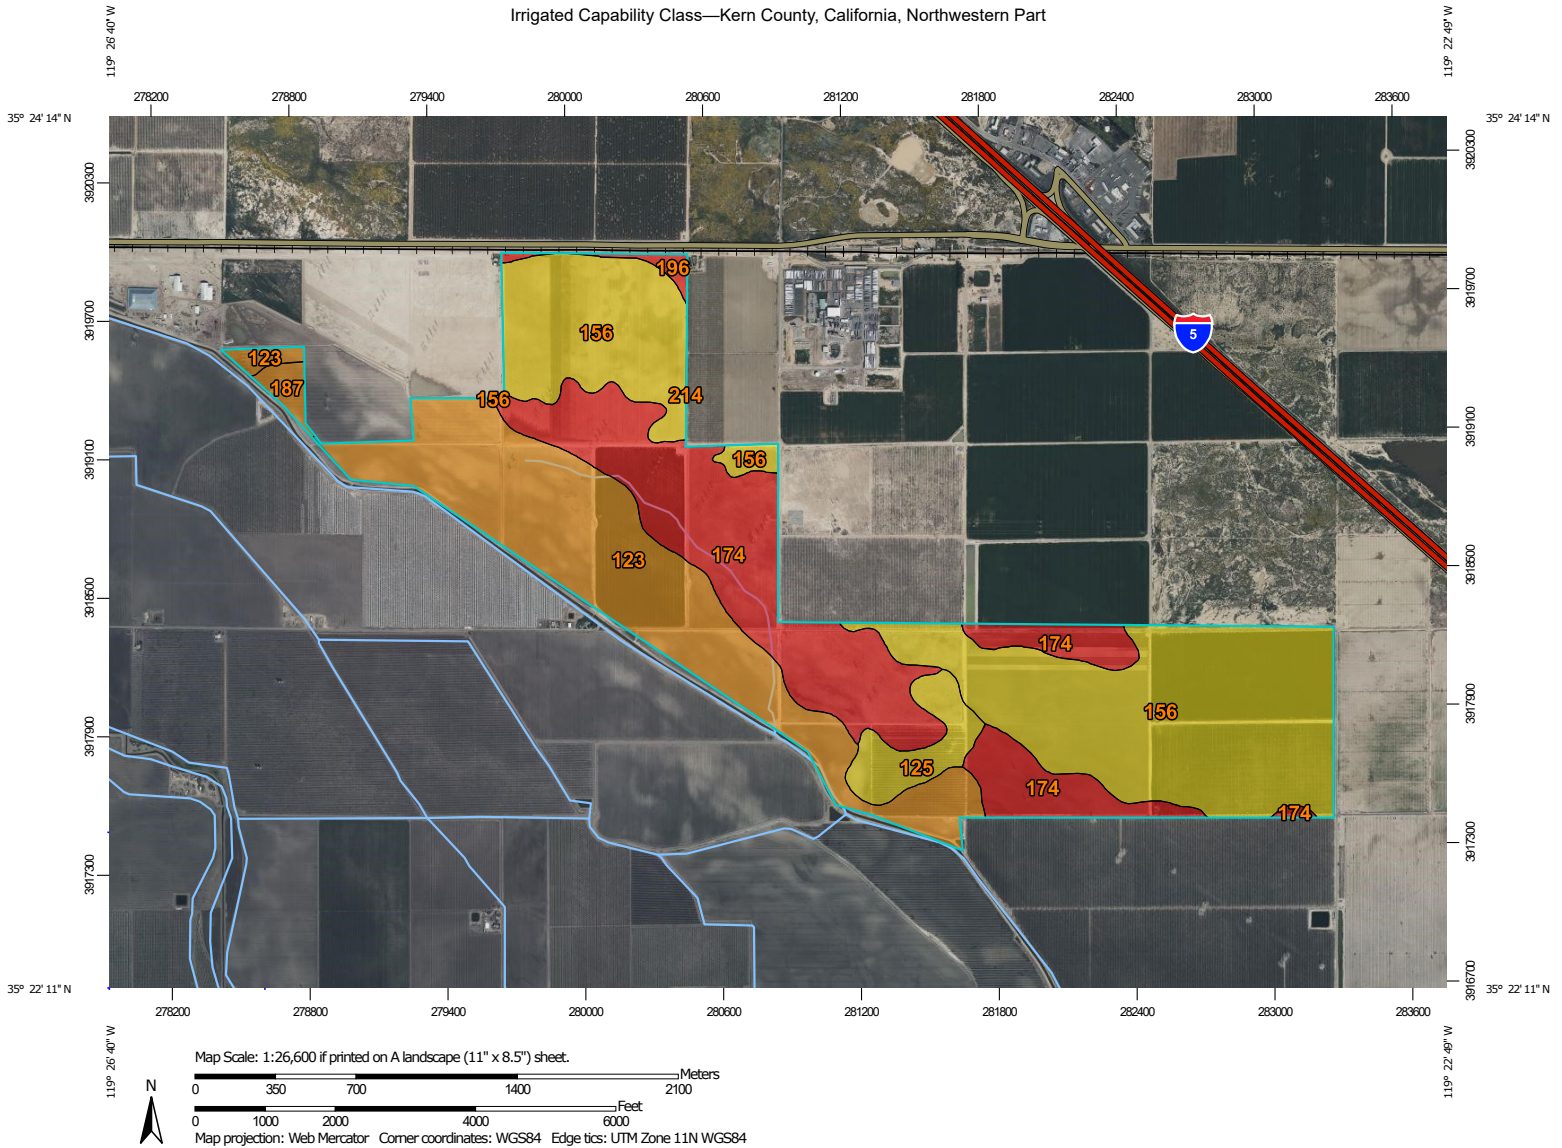 Irrigated Capability Class—Kern County, California, Northwestern Part
119° 26' 40" W
119° 22' 49" W
278200 278800 279400 280000 280600 281200 281800 282400 283000 283600
35° 24' 14" N
35° 24' 14" N
3920300
3920300
196
3919700
3919700
5
156
123
187
156
214
3919100
3919100
156
174
123
3918500
3918500
174
156
3917900
3917900
125
174
174
3917300
3917300
3916700
35° 22' 11" N
35° 22' 11" N
278200 278800 279400 280000 280600 281200 281800 282400 283000 283600
119° 26' 40" W
119° 22' 49" W
Map Scale: 1:26,600 if printed on A landscape (11" x 8.5") sheet.
Meters
0 350 700 1400 2100
N
Feet
0 1000 2000 4000 6000
Map projection: Web Mercator Corner coordinates: WGS84 Edge tics: UTM Zone 11N WGS84